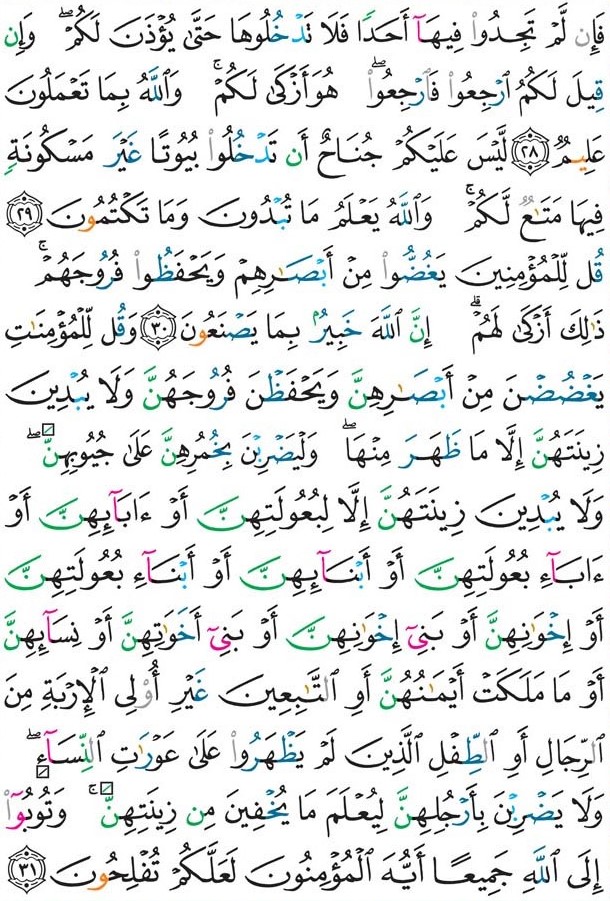 فَإِن لَّمْ تَجِدُوا۟ فِيهَآ أَحَدًا فَلَا تَدْخُلُوهَا حَتَّىٰ يُؤْذَنَ لَكُمْ ۖ وَإِن
قِيلَ لَكُمُ ٱرْجِعُوا۟ فَٱرْجِعُوا۟ ۖ هُوَ أَزْكَىٰ لَكُمْ ۚ وَٱللَّهُ بِمَا تَعْمَلُونَ
عَلِيمٌ ٢٨ لَّيْسَ عَلَيْكُمْ جُنَاحٌ أَن تَدْخُلُوا۟ بُيُوتًا غَيْرَ مَسْكُونَةٍ
فِيهَا مَتَـٰعٌ لَّكُمْ ۚ وَٱللَّهُ يَعْلَمُ مَا تُبْدُونَ وَمَا تَكْتُمُونَ ٢٩
قُل لِّلْمُؤْمِنِينَ يَغُضُّوا۟ مِنْ أَبْصَـٰرِهِمْ وَيَحْفَظُوا۟ فُرُوجَهُمْ ۚ
ذَٰلِكَ أَزْكَىٰ لَهُمْ ۗ إِنَّ ٱللَّهَ خَبِيرٌۢ بِمَا يَصْنَعُونَ ٣٠ وَقُل لِّلْمُؤْمِنَـٰتِ
يَغْضُضْنَ مِنْ أَبْصَـٰرِهِنَّ وَيَحْفَظْنَ فُرُوجَهُنَّ وَلَا يُبْدِينَ
زِينَتَهُنَّ إِلَّا مَا ظَهَرَ مِنْهَا ۖ وَلْيَضْرِبْنَ بِخُمُرِهِنَّ عَلَىٰ جُيُوبِهِنَّ ۖ
وَلَا يُبْدِينَ زِينَتَهُنَّ إِلَّا لِبُعُولَتِهِنَّ أَوْ ءَابَآئِهِنَّ أَوْ
ءَابَآءِ بُعُولَتِهِنَّ أَوْ أَبْنَآئِهِنَّ أَوْ أَبْنَآءِ بُعُولَتِهِنَّ
أَوْ إِخْوَٰنِهِنَّ أَوْ بَنِىٓ إِخْوَٰنِهِنَّ أَوْ بَنِىٓ أَخَوَٰتِهِنَّ أَوْ نِسَآئِهِنَّ
أَوْ مَا مَلَكَتْ أَيْمَـٰنُهُنَّ أَوِ ٱلتَّـٰبِعِينَ غَيْرِ أُو۟لِى ٱلْإِرْبَةِ مِنَ
ٱلرِّجَالِ أَوِ ٱلطِّفْلِ ٱلَّذِينَ لَمْ يَظْهَرُوا۟ عَلَىٰ عَوْرَٰتِ ٱلنِّسَآءِ ۖ
وَلَا يَضْرِبْنَ بِأَرْجُلِهِنَّ لِيُعْلَمَ مَا يُخْفِينَ مِن زِينَتِهِنَّ ۚ وَتُوبُوٓا۟
إِلَى ٱللَّهِ جَمِيعًا أَيُّهَ ٱلْمُؤْمِنُونَ لَعَلَّكُمْ تُفْلِحُونَ ٣١